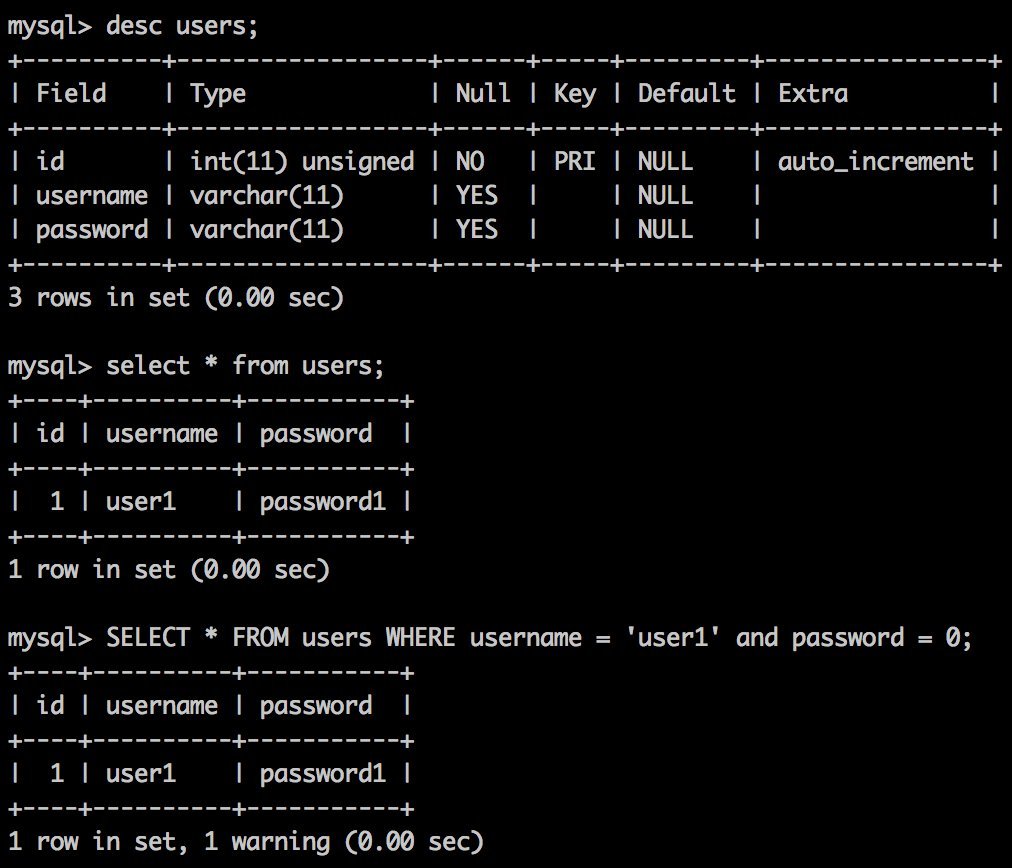 mysql> desc users;
+----------+------------------+------+-----+---------+----------------+
| Field    | Type             | Null | Key | Default | Extra          |
+----------+------------------+------+-----+---------+----------------+
| id       | int(11) unsigned | NO   | PRI | NULL    | auto_increment |
| username | varchar(11)      | YES  |     | NULL    |                |
| password | varchar(11)      | YES  |     | NULL    |                |
+----------+------------------+------+-----+---------+----------------+
3 rows in set (0.00 sec)
mysql> select * from users;
+----+----------+-----------+
| id | username | password  |
+----+----------+-----------+
|  1 | user1    | password1 |
+----+----------+-----------+
1 row in set (0.00 sec)
mysql> SELECT * FROM users WHERE username = 'user1' and password = 0;
+----+----------+-----------+
| id | username | password  |
+----+----------+-----------+
|  1 | user1    | password1 |
+----+----------+-----------+
1 row in set, 1 warning (0.00 sec)